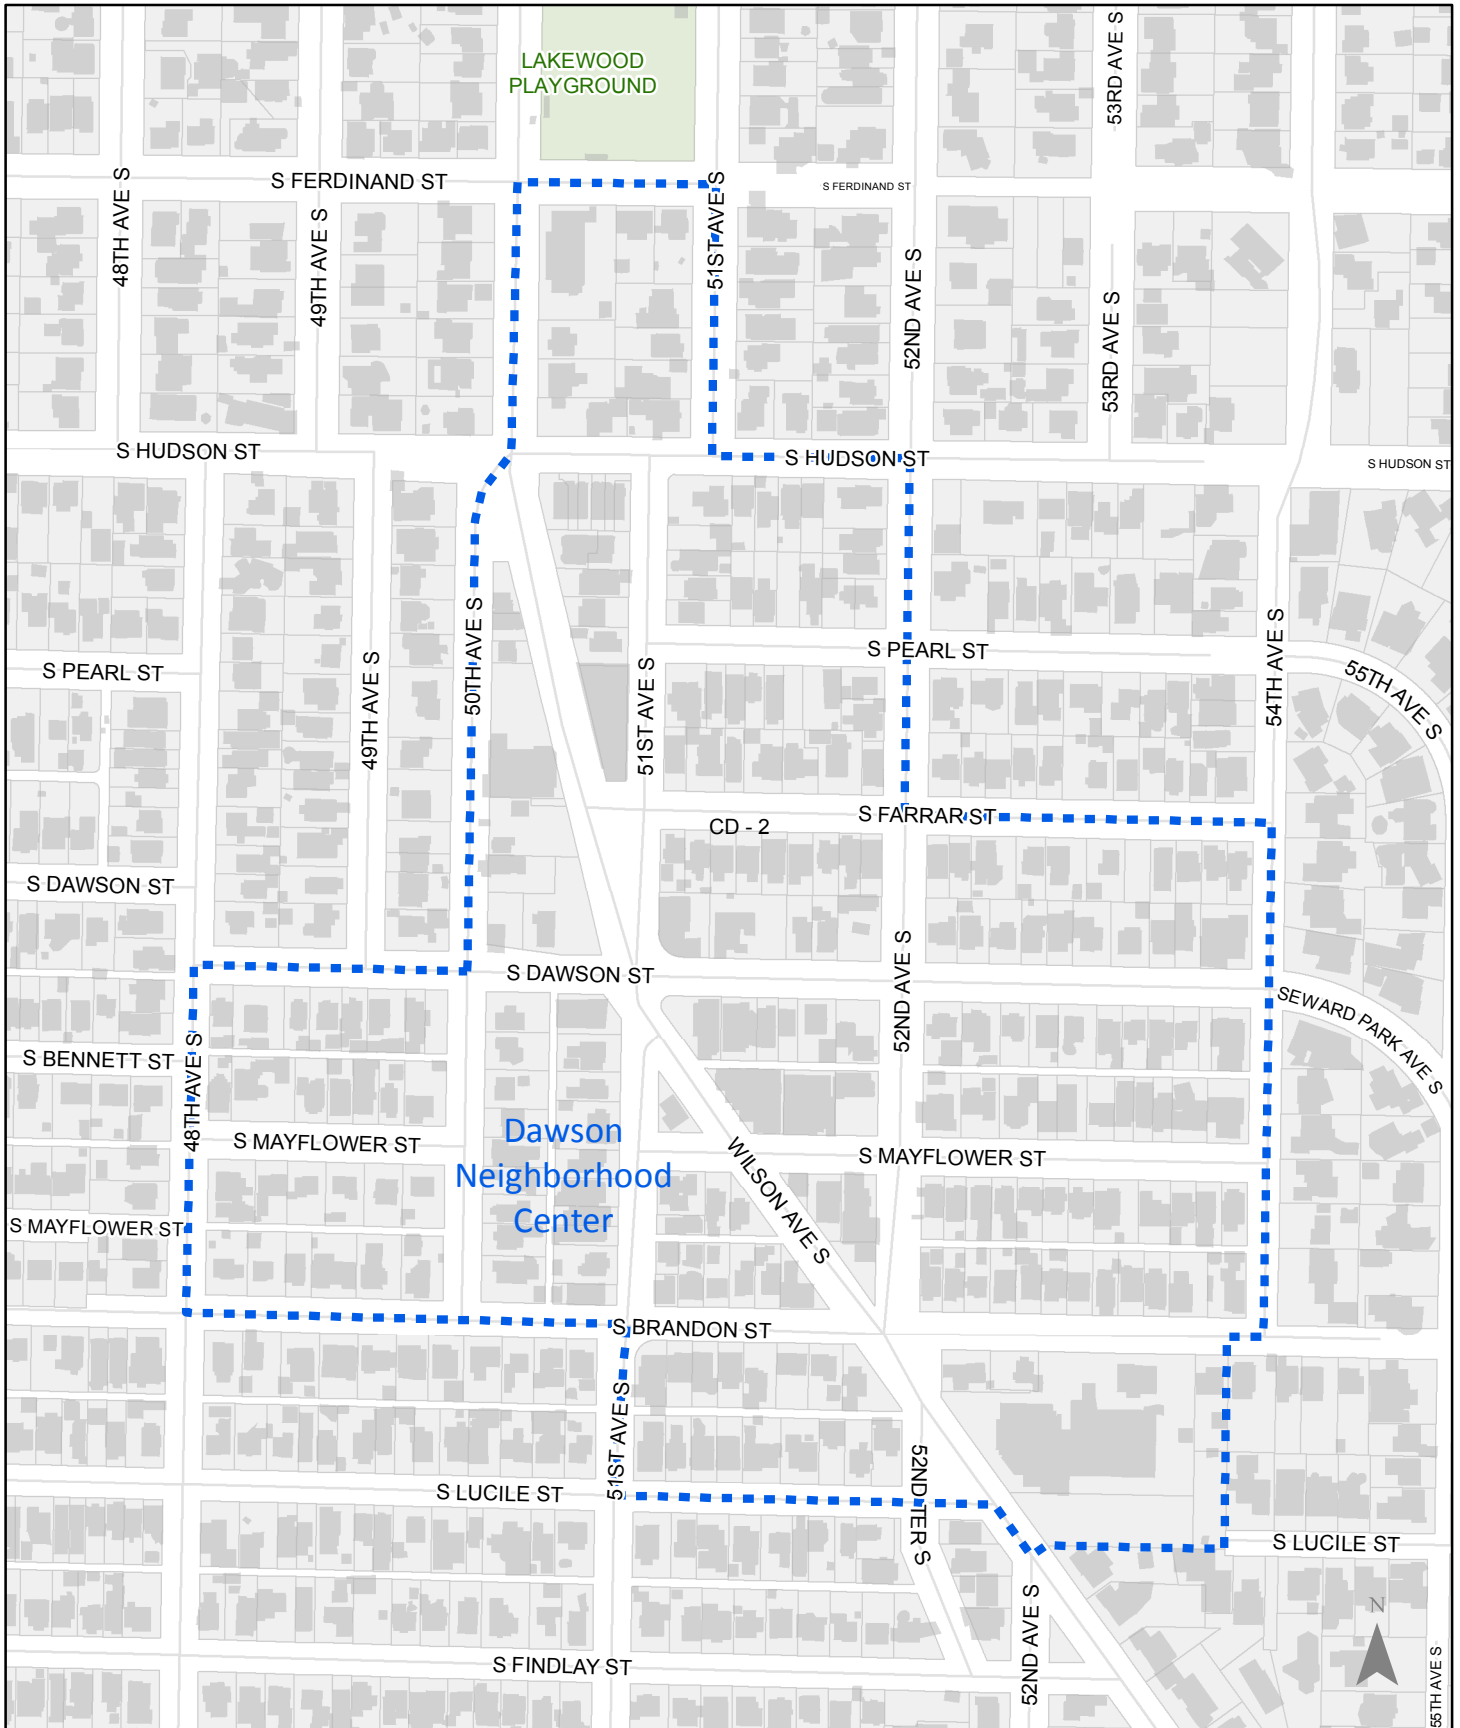 LAKEWOOD
PLAYGROUND
53RD AVE S
S FERDINAND ST
S FERDINAND ST
48TH AVE S
49TH AVE S
51ST AVE S
52ND AVE S
53RD AVE S
S HUDSON ST
S HUDSON ST
S HUDSON ST
50TH AVE S
49TH AVE S
51ST AVE S
54TH AVE S
S PEARL ST
S PEARL ST
55TH AVE S
S FARRAR ST
CD - 2
S DAWSON ST
S DAWSON ST
52ND AVE S
SEWARD PARK AVE S
S BENNETT ST
48TH AVE S
S MAYFLOWER ST
Dawson
Neighborhood
Center
WILSON AVE S
S MAYFLOWER ST
S MAYFLOWER ST
S BRANDON ST
51ST AVE S
52ND TER S
S LUCILE ST
S LUCILE ST
52ND AVE S
N
S FINDLAY ST
55TH AVE S